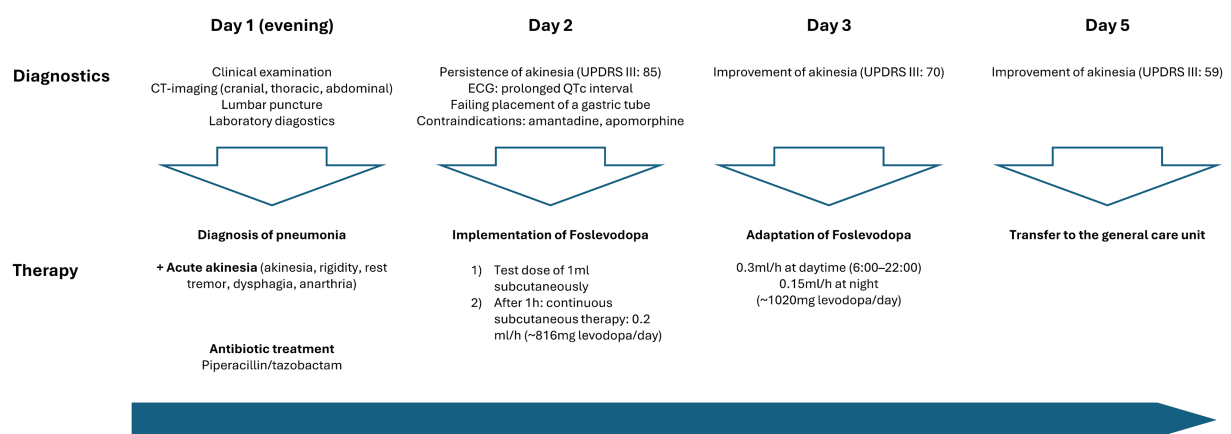 Day 1 (evening)
Day 2
Day 3
Day 5
Diagnostics
Clinical examination
CT-imaging (cranial, thoracic, abdominal)
Lumbar puncture
Laboratory diagostics
Persistence of akinesia (UPDRS III: 85)
ECG: prolonged QTc interval
Failing placement of a gastric tube
Contraindications: amantadine, apomorphine
Improvement of akinesia (UPDRS III: 70)
Improvement of akinesia (UPDRS III: 59)
Therapy
Diagnosis of pneumonia
+ Acute akinesia (akinesia, rigidity, rest
tremor, dysphagia, anarthria)
Antibiotic treatment
Piperacillin/tazobactam
Implementation of Foslevodopa
1) Test dose of 1ml
subcutaneously
2) After 1h: continuous
subcutaneous therapy: 0.2
ml/h (~816mg levodopa/day)
Adaptation of Foslevodopa
0.3ml/h at daytime (6:00–22:00)
0.15ml/h at night
(~1020mg levodopa/day)
Transfer to the general care unit